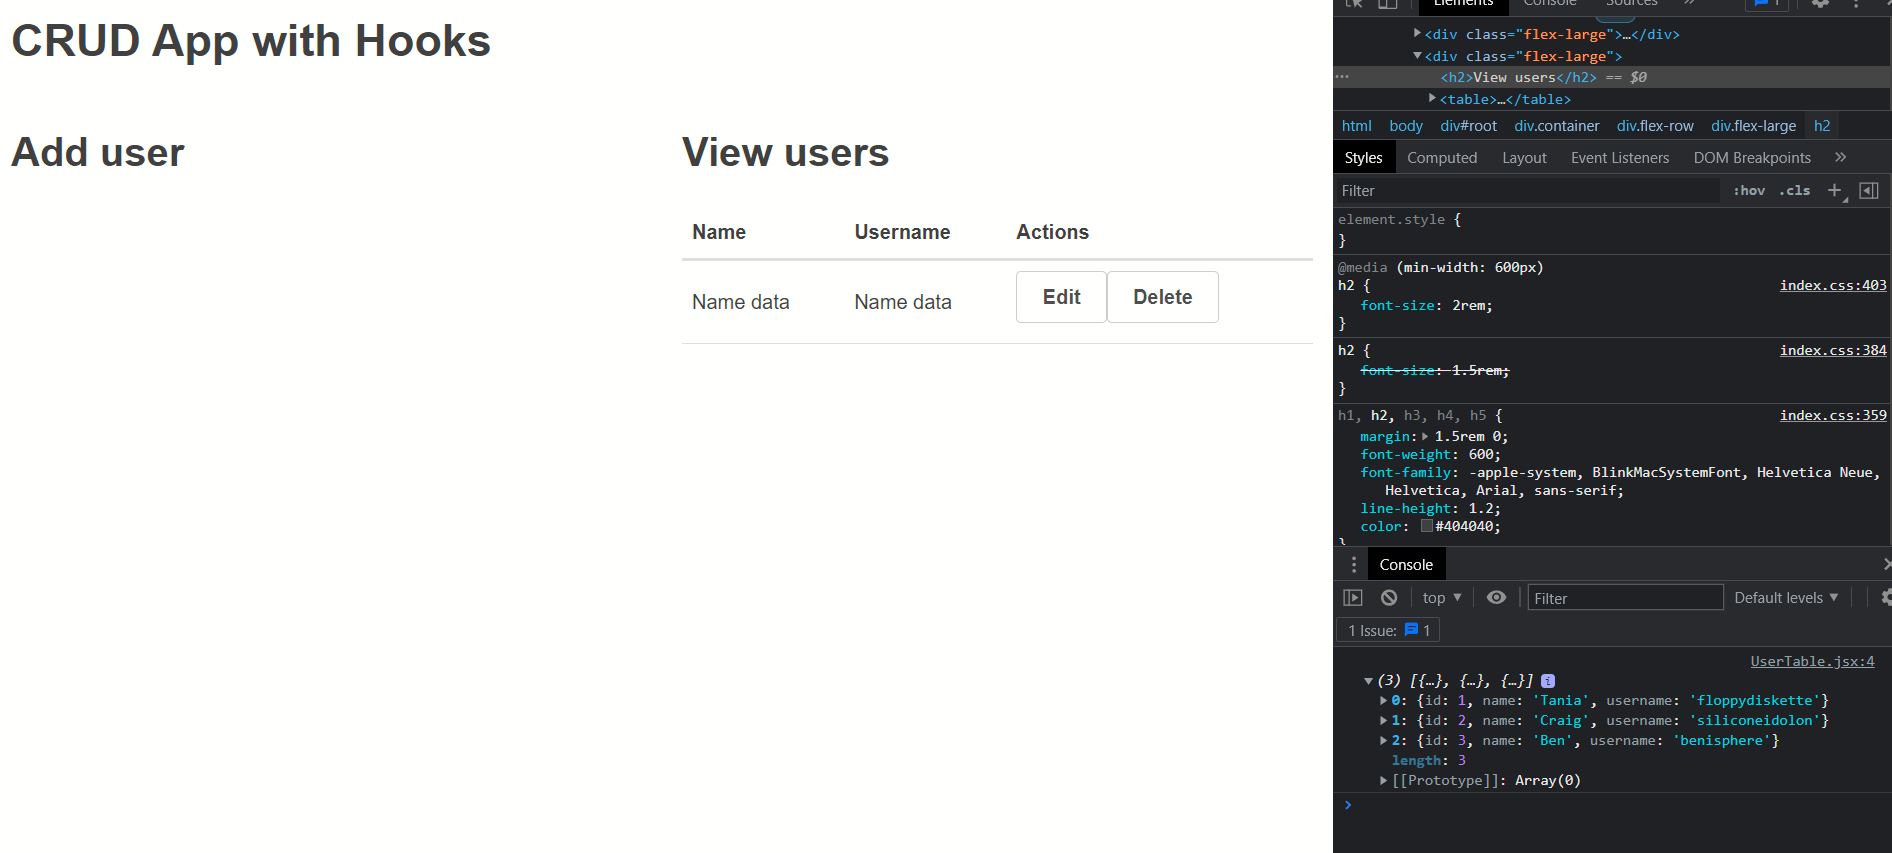 CRUD App with Hooks
Add user
View users
Name Username Actions
Name data Name data Edit Delete
Elements Console Sources » 1
<div class="flex-large">…</div>
<div class="flex-large">
… <h2>View users</h2> == $0
<table>…</table>
html body div#root div.container div.flex-row div.flex-large h2
Styles Computed Layout Event Listeners DOM Breakpoints »
Filter :hov .cls +
element.style {
}
@media (min-width: 600px)
h2 { index.css:403
font-size: 2rem;
}
h2 { index.css:384
font-size: 1.5rem;
}
h1, h2, h3, h4, h5 { index.css:359
margin: 1.5rem 0;
font-weight: 600;
font-family: -apple-system, BlinkMacSystemFont, Helvetica Neue,
Helvetica, Arial, sans-serif;
line-height: 1.2;
color: #404040;
}
Console
top Filter Default levels
1 Issue: 1
UserTable.jsx:4
(3) [{…}, {…}, {…}] i
0: {id: 1, name: 'Tania', username: 'floppydiskette'}
1: {id: 2, name: 'Craig', username: 'siliconeidolon'}
2: {id: 3, name: 'Ben', username: 'benisphere'}
length: 3
[[Prototype]]: Array(0)
>